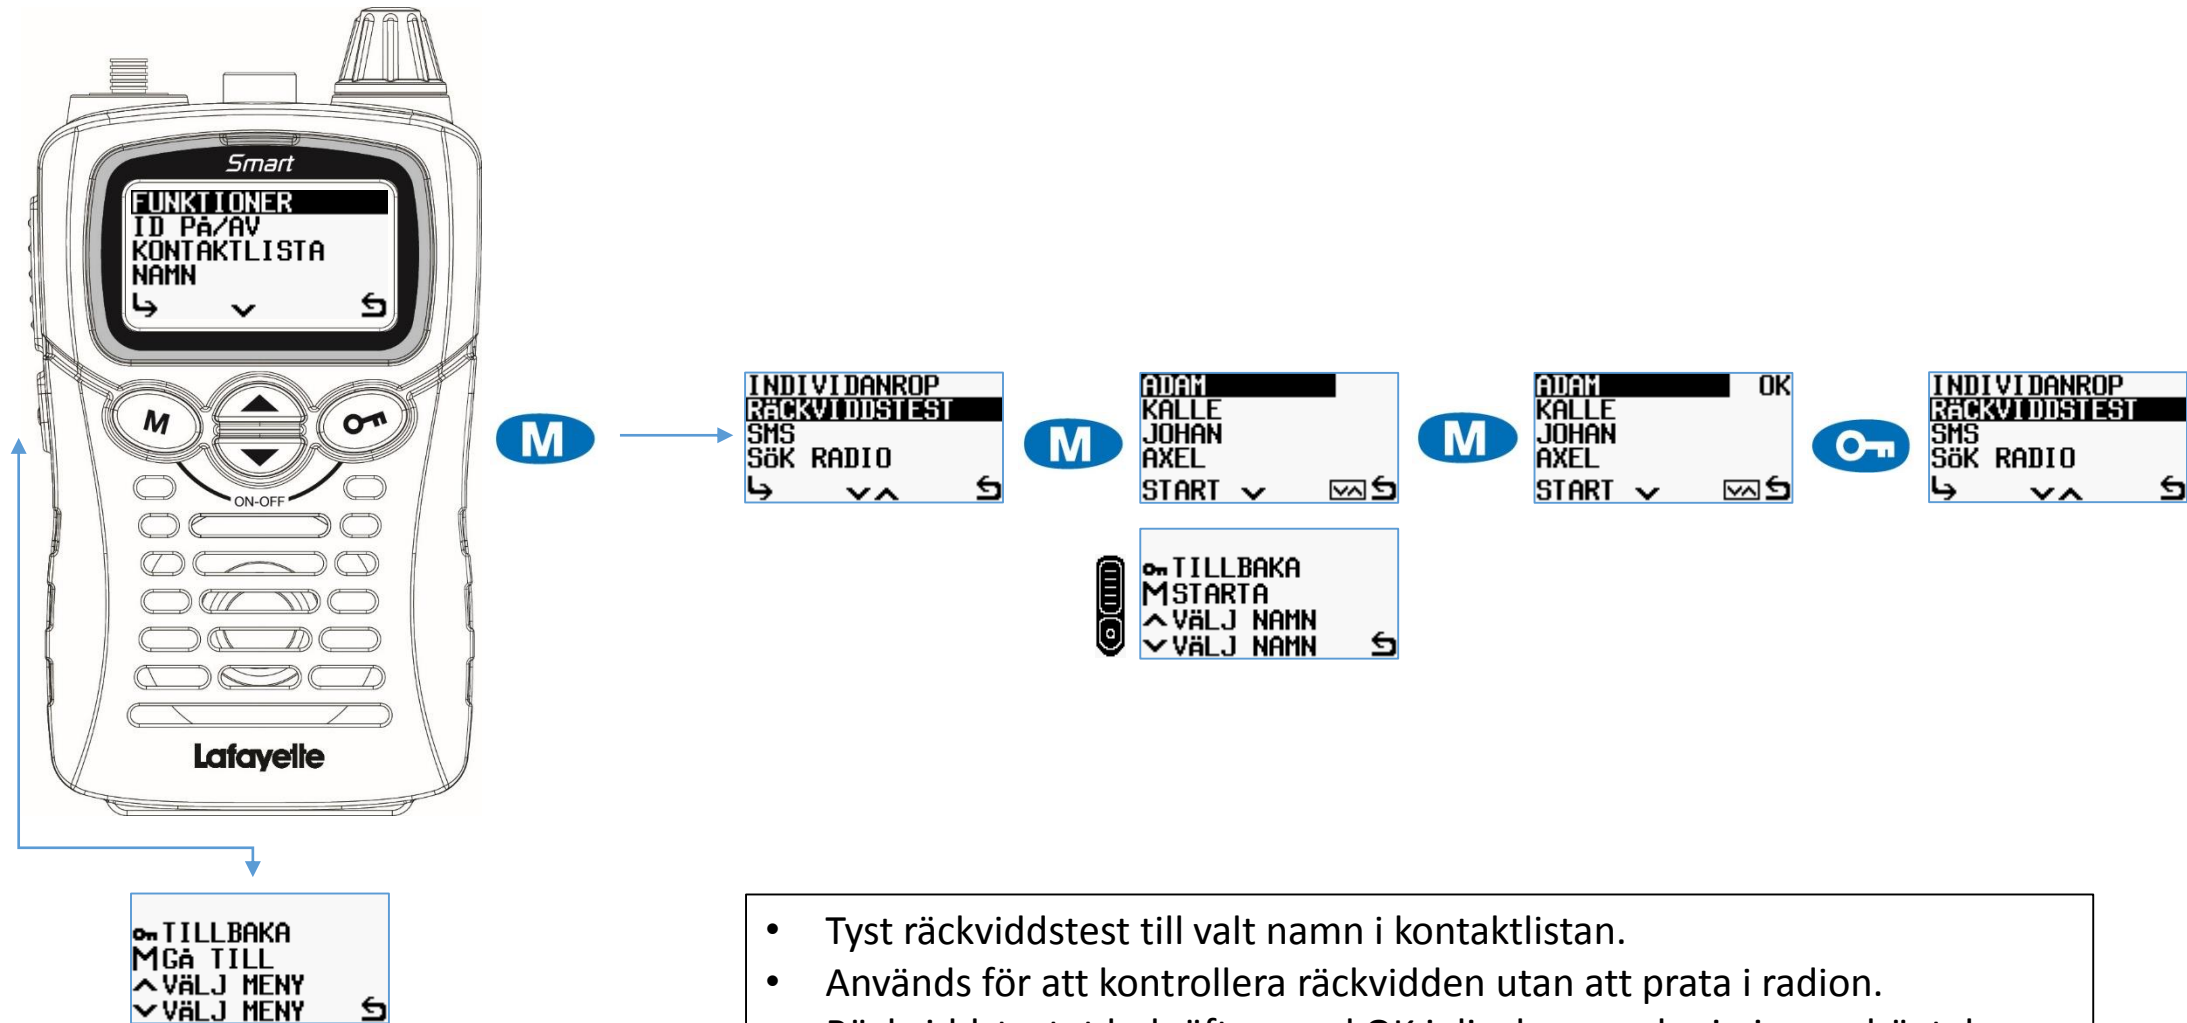 Smart
FUNKTIONER
ID På/AV
KONTAKTLISTA
NAMN
M
ON-OFF
Lafayette
M
INDIVIDANROP
RäCKVIDDSTEST
SMS
SöK RADIO
M
ADAM
KALLE
JOHAN
AXEL
START
M
ADAM OK
KALLE
JOHAN
AXEL
START
INDIVIDANROP
RäCKVIDDSTEST
SMS
SöK RADIO
TILLBAKA
M STARTA
VäLJ NAMN
VäLJ NAMN
TILLBAKA
M Gå TILL
VäLJ MENY
VäLJ MENY
• Tyst räckviddstest till valt namn i kontaktlistan.
• Används för att kontrollera räckvidden utan att prata i radion.